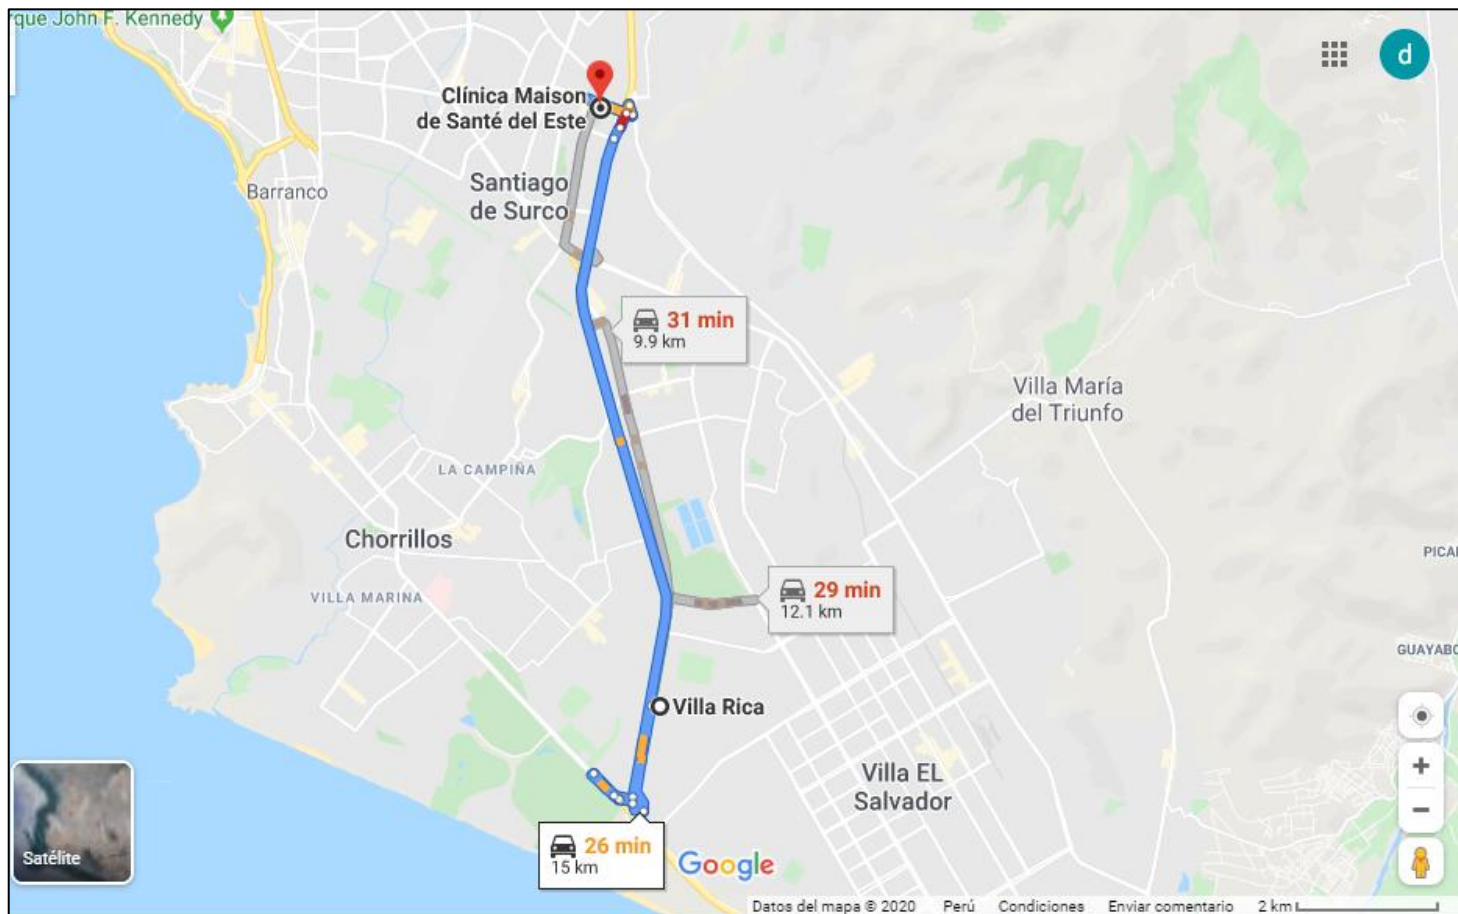 rque John F. Kennedy
d
Clínica Maison
de Santé del Este
Santiago
de Surco
Barranco
31 min
9.9 km
Villa María
del Triunfo
LA CAMPIÑA
Chorrillos
PICA
29 min
12.1 km
VILLA MARINA
GUAYABO
Villa Rica
Villa EL
Salvador
26 min
15 km
Google
Satélite
Datos del mapa © 2020 Perú Condiciones Enviar comentario 2 km